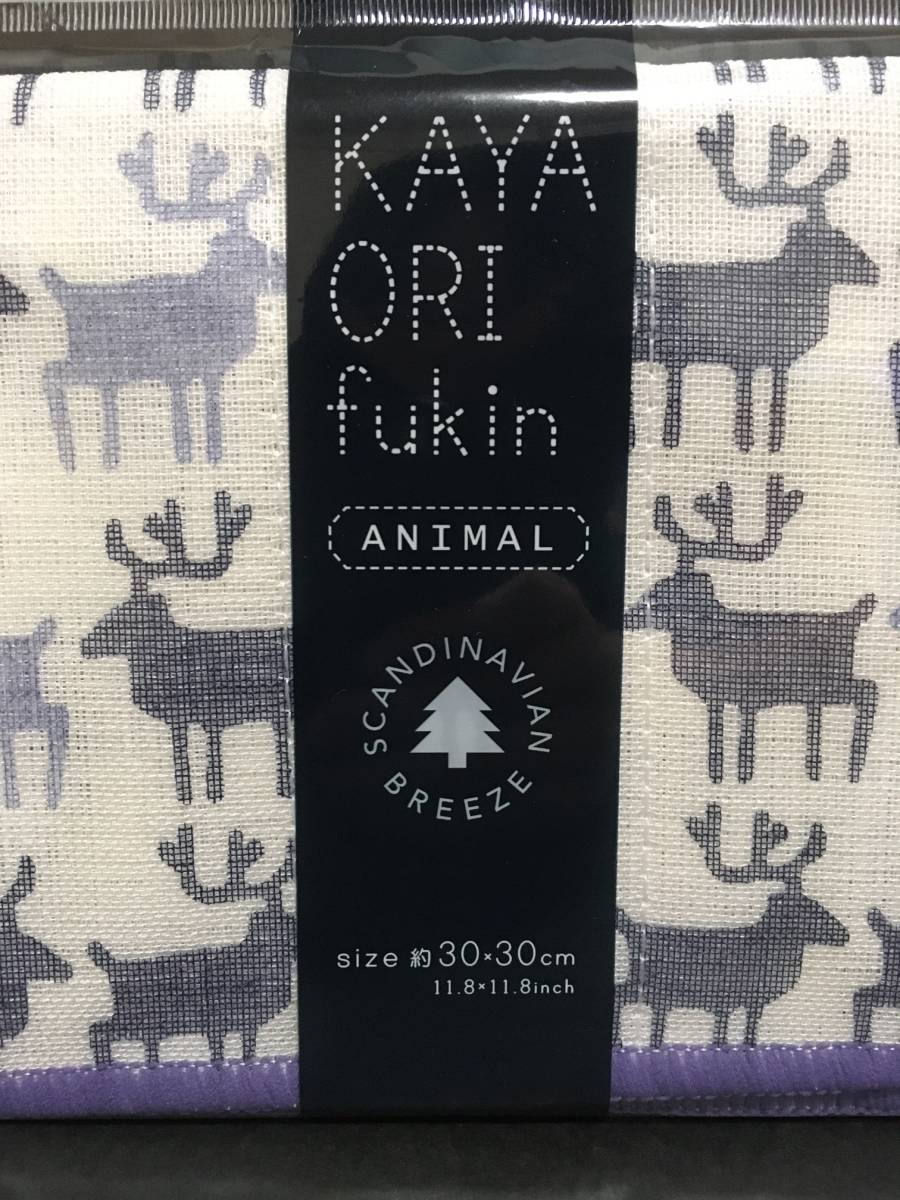 KAYA
ORI
fukin
ANIMAL
SCANDINAVIAN
BREEZE
size 約30×30cm
11.8×11.8inch